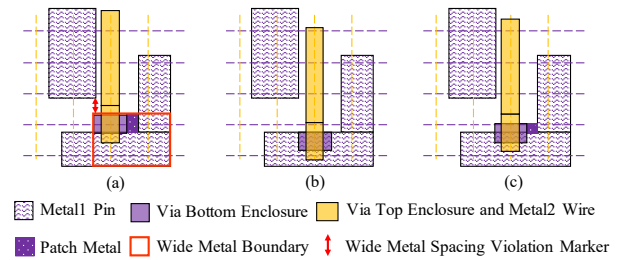 (a) (b) (c)
Metal1 Pin Via Bottom Enclosure Via Top Enclosure and Metal2 Wire
Patch Metal Wide Metal Boundary Wide Metal Spacing Violation Marker